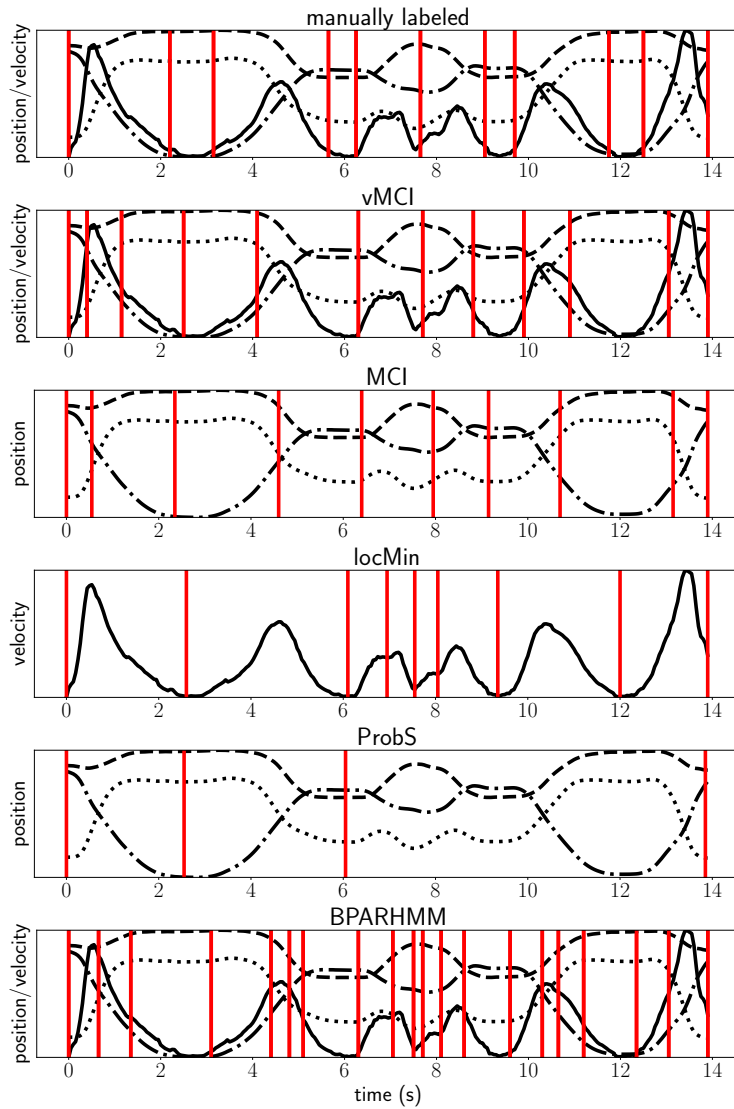 manually labeled
position/velocity
0 2 4 6 8 10 12 14
vMCI
position/velocity
0 2 4 6 8 10 12 14
MCI
position
0 2 4 6 8 10 12 14
locMin
velocity
0 2 4 6 8 10 12 14
ProbS
position
0 2 4 6 8 10 12 14
BPARHMM
position/velocity
0 2 4 6 8 10 12 14
time (s)